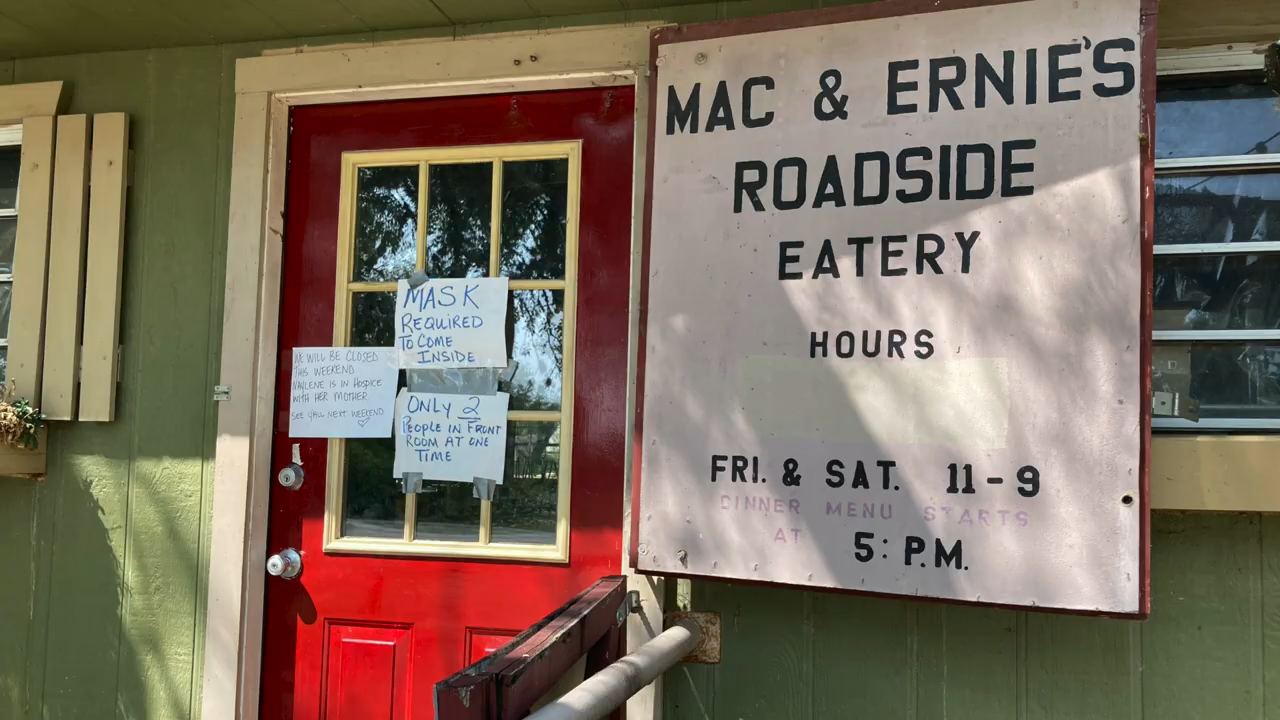 MAC & ERNIE'S
ROADSIDE
EATERY
HOURS
FRI. & SAT. 11-9
DINNER MENU STARTS
AT 5: P.M.
MASK
REQUIRED
TO COME
INSIDE
WE WILL BE CLOSED
THIS WEEKEND
NAYLENE IS IN HOSPICE
WITH HER MOTHER
SEE Y'ALL NEXT WEEKEND
ONLY 2
PEOPLE IN FRONT
ROOM AT ONE
TIME